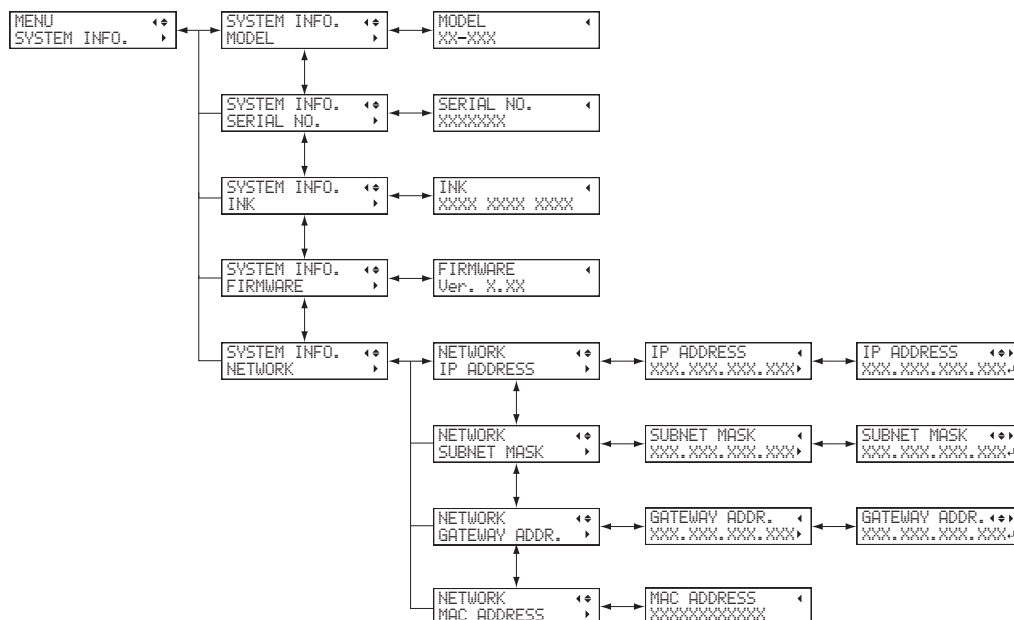 MENU
SYSTEM INFO.
SYSTEM INFO.
MODEL
MODEL
XX-XXX
SYSTEM INFO.
SERIAL NO.
SERIAL NO.
XXXXXXX
SYSTEM INFO.
INK
INK
XXXX XXXX XXXX
SYSTEM INFO.
FIRMWARE
FIRMWARE
Ver. X.XX
SYSTEM INFO.
NETWORK
NETWORK
IP ADDRESS
IP ADDRESS
XXX.XXX.XXX.XXX
IP ADDRESS
XXX.XXX.XXX.XXX
NETWORK
SUBNET MASK
SUBNET MASK
XXX.XXX.XXX.XXX
SUBNET MASK
XXX.XXX.XXX.XXX
NETWORK
GATEWAY ADDR.
GATEWAY ADDR.
XXX.XXX.XXX.XXX
GATEWAY ADDR.
XXX.XXX.XXX.XXX
NETWORK
MAC ADDRESS
MAC ADDRESS
XXXXXXXXXXXX